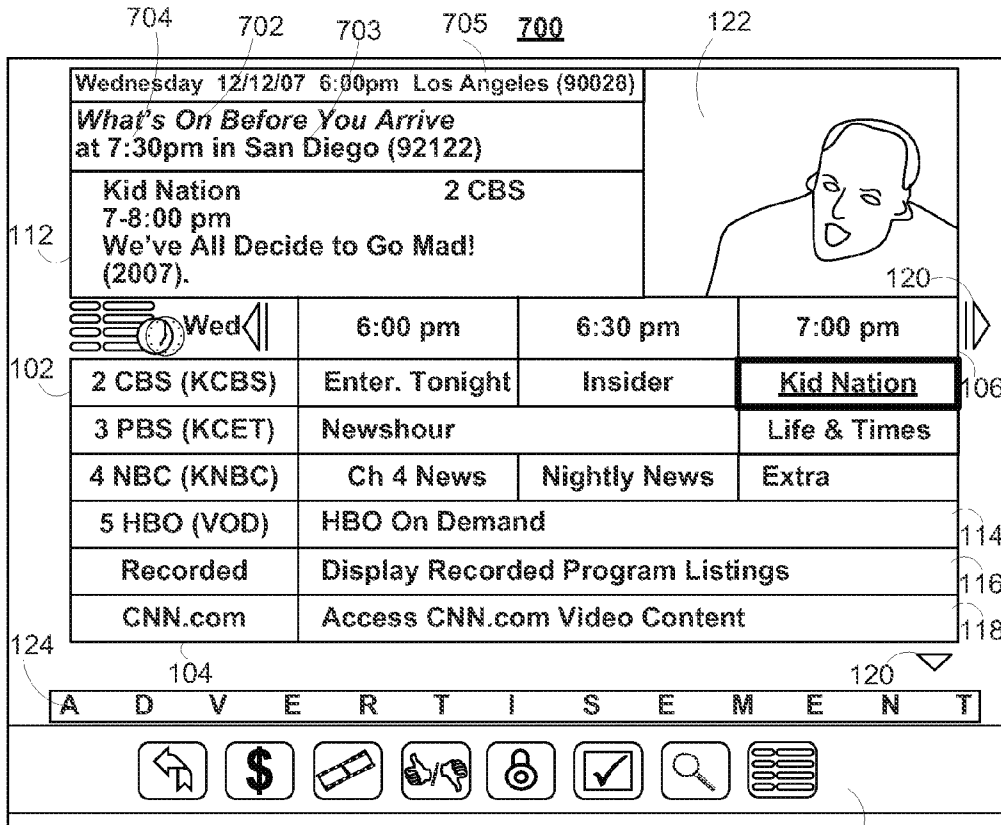 704 702 703 705 700 122
Wednesday 12/12/07 6:00pm Los Angeles (90028)
What's On Before You Arrive
at 7:30pm in San Diego (92122)
Kid Nation 2 CBS
7-8:00 pm
We've All Decide to Go Mad!
(2007).
112
120
Wed 6:00 pm 6:30 pm 7:00 pm
102
2 CBS (KCBS) Enter. Tonight Insider Kid Nation
106
3 PBS (KCET) Newshour Life & Times
4 NBC (KNBC) Ch 4 News Nightly News Extra
5 HBO (VOD) HBO On Demand
114
Recorded Display Recorded Program Listings
116
CNN.com Access CNN.com Video Content
118
124
104
120
A D V E R T I S E M E N T
$